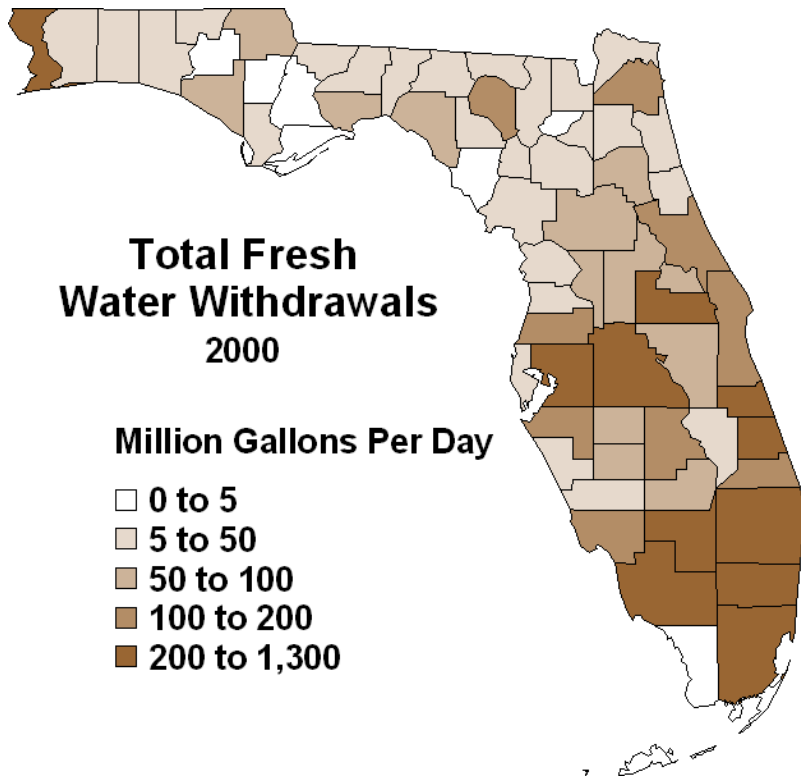 Total Fresh
Water Withdrawals
2000
Million Gallons Per Day
0 to 5
5 to 50
50 to 100
100 to 200
200 to 1,300